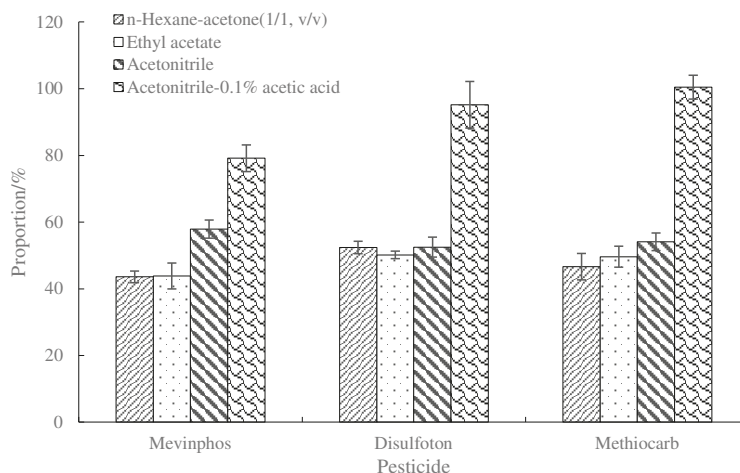 n-Hexane-acetone(1/1, v/v)
Ethyl acetate
Acetonitrile
Acetonitrile-0.1% acetic acid
Proportion/%
120
100
80
60
40
20
0
Mevinphos Disulfoton Methiocarb
Pesticide